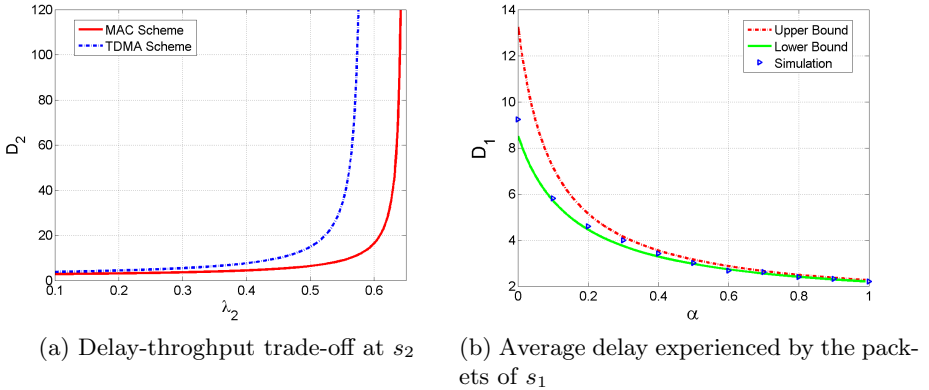 120
100
80
60
40
20
0
D2
0.1
0.2
0.3
0.4
0.5
0.6
λ2
MAC Scheme
TDMA Scheme
(a) Delay-throghput trade-off at s2
14
12
10
8
6
4
2
D1
0
0.2
0.4
0.6
0.8
1
α
Upper Bound
Lower Bound
Simulation
(b) Average delay experienced by the pack-
ets of s1